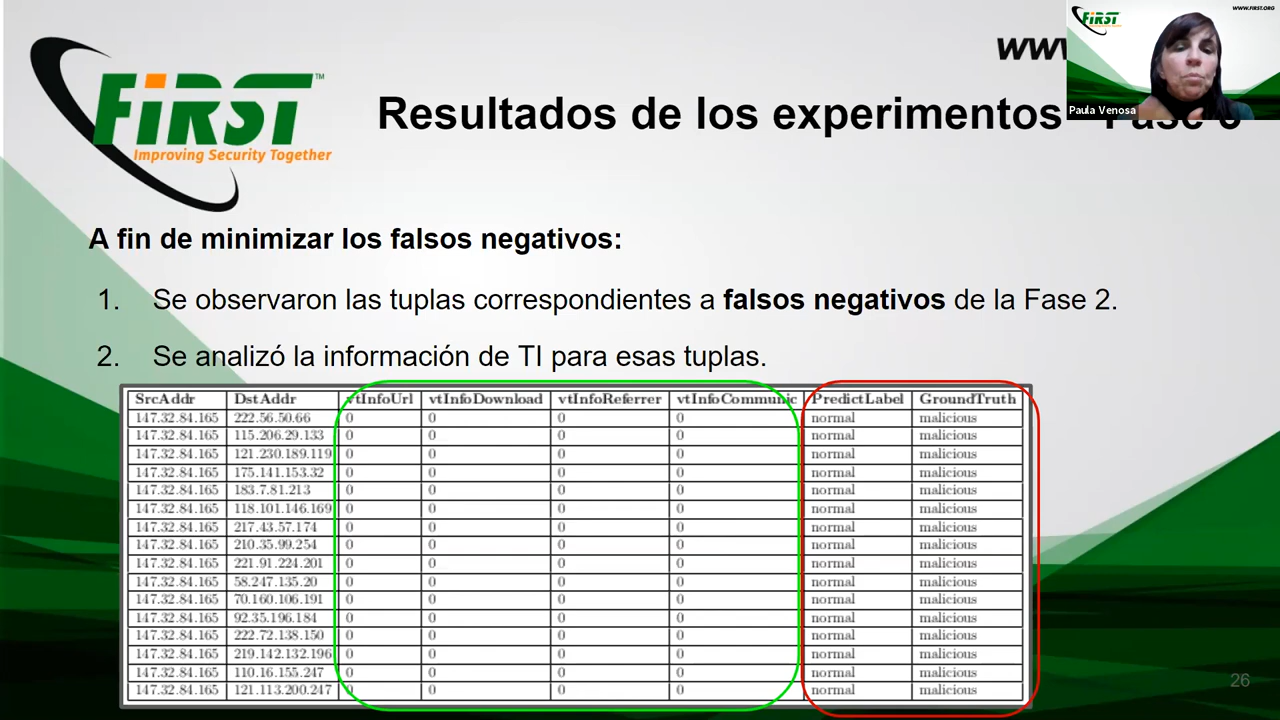 WWW.FIRST.ORG
FiRST
Paula Venosa
FiRST™
Improving Security Together
Resultados de los experimentos
A fin de minimizar los falsos negativos:
1. Se observaron las tuplas correspondientes a falsos negativos de la Fase 2.
2. Se analizó la información de TI para esas tuplas.
SrcAddr DstAddr vtInfoUrl vtInfoDownload vtInfoReferrer vtInfoCommunic PredictLabel GroundTruth
147.32.84.165 222.56.50.66 0 0 0 0 normal malicious
147.32.84.165 115.206.29.133 0 0 0 0 normal malicious
147.32.84.165 121.230.189.119 0 0 0 0 normal malicious
147.32.84.165 175.141.153.32 0 0 0 0 normal malicious
147.32.84.165 183.7.81.213 0 0 0 0 normal malicious
147.32.84.165 118.101.146.169 0 0 0 0 normal malicious
147.32.84.165 217.43.57.174 0 0 0 0 normal malicious
147.32.84.165 210.35.99.254 0 0 0 0 normal malicious
147.32.84.165 221.91.224.201 0 0 0 0 normal malicious
147.32.84.165 58.247.135.20 0 0 0 0 normal malicious
147.32.84.165 70.160.106.191 0 0 0 0 normal malicious
147.32.84.165 92.35.196.184 0 0 0 0 normal malicious
147.32.84.165 222.72.138.150 0 0 0 0 normal malicious
147.32.84.165 219.142.132.196 0 0 0 0 normal malicious
147.32.84.165 110.16.155.247 0 0 0 0 normal malicious
147.32.84.165 121.113.200.247 0 0 0 0 normal malicious
26